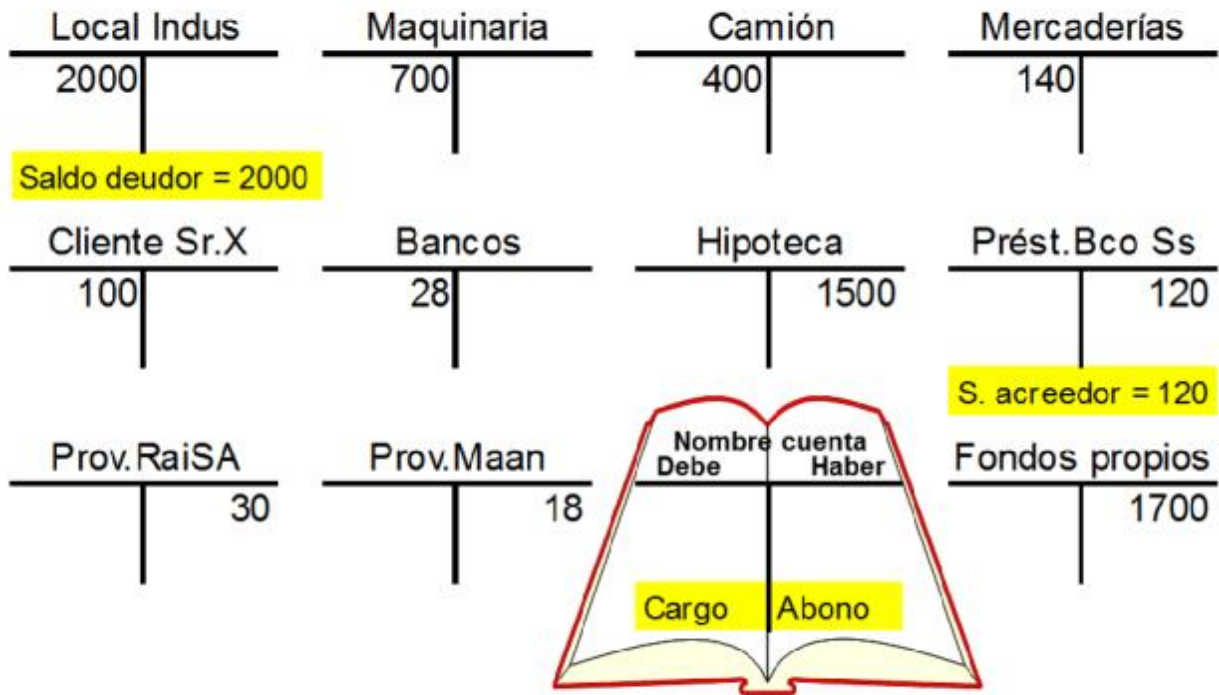 Local Indus
Maquinaria
Camión
Mercaderías
2000
700
400
140
Saldo deudor = 2000
Cliente Sr.X
Bancos
Hipoteca
Prést.Bco Ss
100
28
1500
120
S. acreedor = 120
Prov.RaiSA
Prov.Maan
Nombre cuenta
Debe
Haber
Fondos propios
30
18
1700
Cargo
Abono